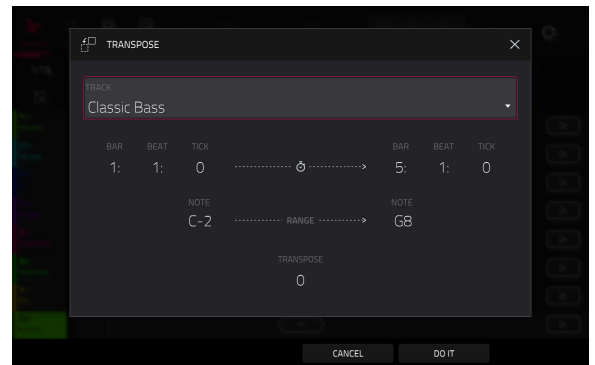 TRANSPOSE
TRACK
Classic Bass
BAR BEAT TICK BAR BEAT TICK
1: 1: 0 5: 1: 0
NOTE NOTE
C-2 RANGE G8
TRANSPOSE
0
CANCEL DO IT